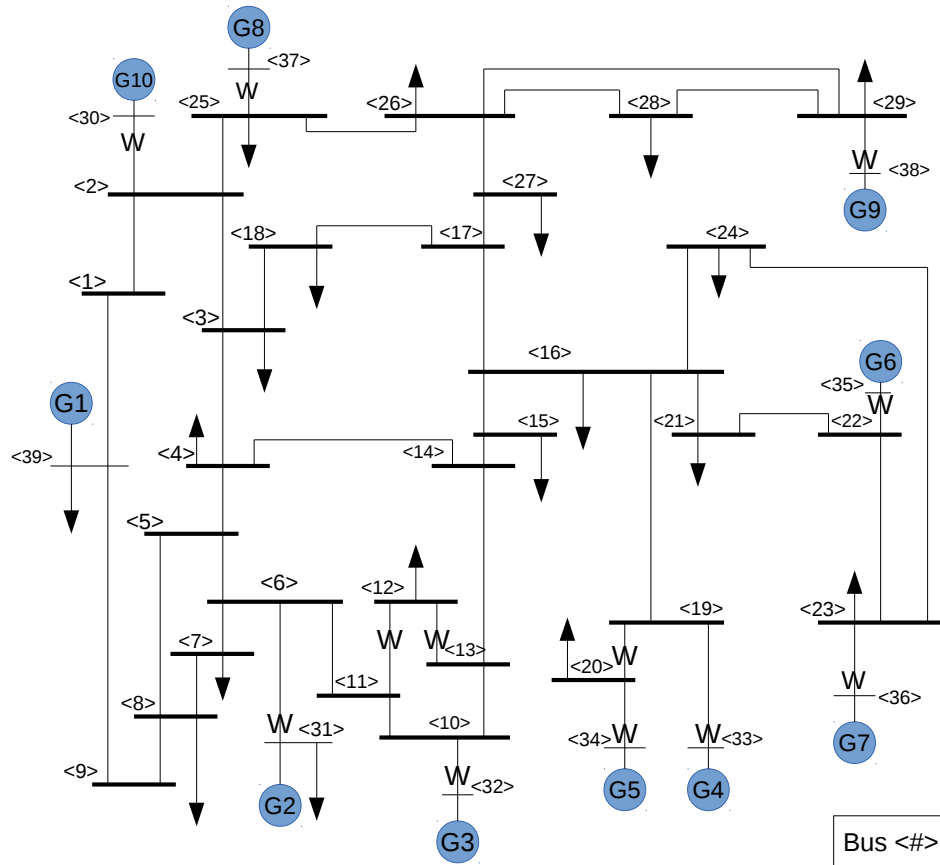 G8
<37>
G10
W
<25>
<26>
<28>
<29>
<30>
W
W
<38>
<2>
<27>
G9
<18>
<17>
<24>
<1>
<3>
<16>
G6
<35>
W
G1
<15>
<21>
<22>
<39>
<4>
<14>
<5>
<6>
<12>
<19>
<23>
W
W
<7>
<13>
W
<20>
<11>
W
<36>
<8>
W
<31>
<10>
<34>
W
W
<33>
G7
<9>
W
<32>
G2
G5
G4
G3
Bus <#>